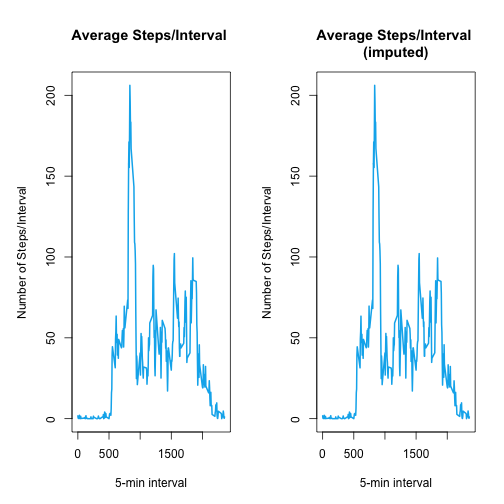 Average Steps/Interval
Number of Steps/Interval
0
50
100
150
200
0
500
1500
5-min interval
Average Steps/Interval
(imputed)
Number of Steps/Interval
0
50
100
150
200
0
500
1500
5-min interval